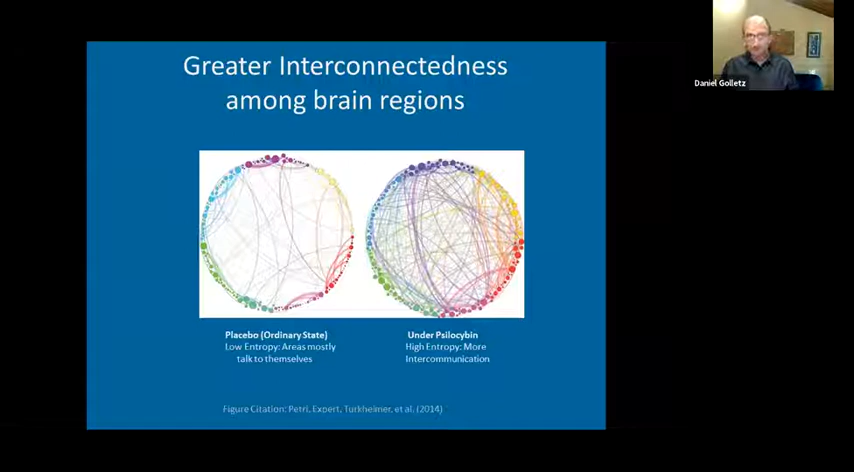 Greater Interconnectedness
among brain regions
Daniel Golletz
Placebo (Ordinary State)
Low Entropy: Areas mostly
talk to themselves
Under Psilocybin
High Entropy: More
Intercommunication
Figure Citation: Petri, Expert, Turkheimer, et al. (2014)